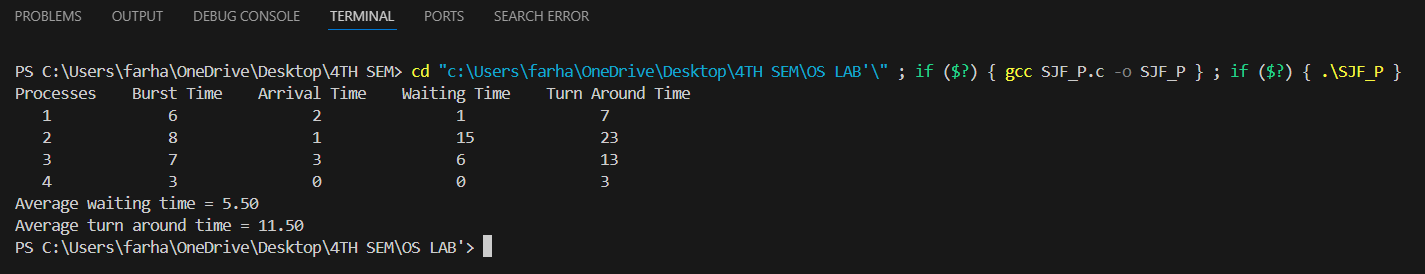 PROBLEMS OUTPUT DEBUG CONSOLE TERMINAL PORTS SEARCH ERROR
PS C:\Users\farha\OneDrive\Desktop\4TH SEM> cd "c:\Users\farha\OneDrive\Desktop\4TH SEM\OS LAB'\" ; if ($?) { gcc SJF_P.c -o SJF_P } ; if ($?) { .\SJF_P }
Processes Burst Time Arrival Time Waiting Time Turn Around Time
1 6 2 1 7
2 8 1 15 23
3 7 3 6 13
4 3 0 0 3
Average waiting time = 5.50
Average turn around time = 11.50
PS C:\Users\farha\OneDrive\Desktop\4TH SEM\OS LAB'>